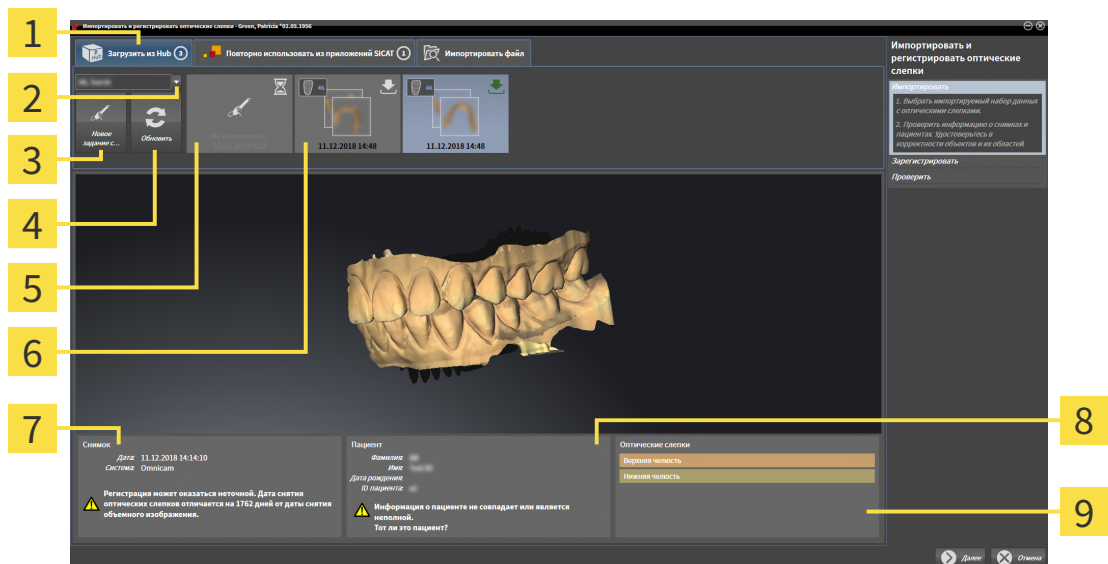 Импортировать и регистрировать оптические слепки - Green, Patricia *02.05.1956
1
2
3
4
5
6
7
8
9
Загрузить из Hub 3
Повторно использовать из приложений SICAT 1
Импортировать файл
Новое
задание с...
Обновить
46
11.12.2018 14:48
46
11.12.2018 14:48
Импортировать и
регистрировать оптические
слепки
Импортировать
1. Выбрать импортируемый набор данных
с оптическими слепками.
2. Проверить информацию о снимках и
пациентах. Удостоверьтесь в
корректности объектов и их областей.
Зарегистрировать
Проверить
Снимок
Дата: 11.12.2018 14:14:10
Система: Omnicam
Регистрация может оказаться неточной. Дата снятия
оптических слепков отличается на 1762 дней от даты снятия
объемного изображения.
Пациент
Фамилия:
Имя:
Дата рождения:
ID пациента:
Информация о пациенте не совпадает или является
неполной.
Тот ли это пациент?
Оптические слепки
Верхняя челюсть
Нижняя челюсть
Далее
Отмена